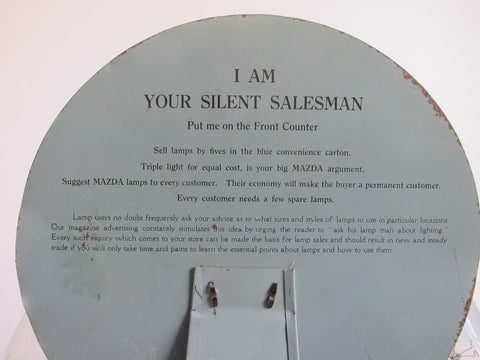 I AM
YOUR SILENT SALESMAN
Put me on the Front Counter
Sell lamps by fives in the blue convenience carton.
Triple light for equal cost, is your big MAZDA argument.
Suggest MAZDA lamps to every customer. Their economy will make the buyer a permanent customer.
Every customer needs a few spare lamps.
Lamp users no doubt frequently ask your advice as to what sizes and styles of lamps to use in particular locations.
Our magazine advertising constantly stimulates this idea by urging the reader to "ask his lamp man about lighting."
Every such inquiry which comes to your store can be made the basis for lamp sales and should result in new and steady
trade if you will only take time and pains to learn the essential points about lamps and how to use them.